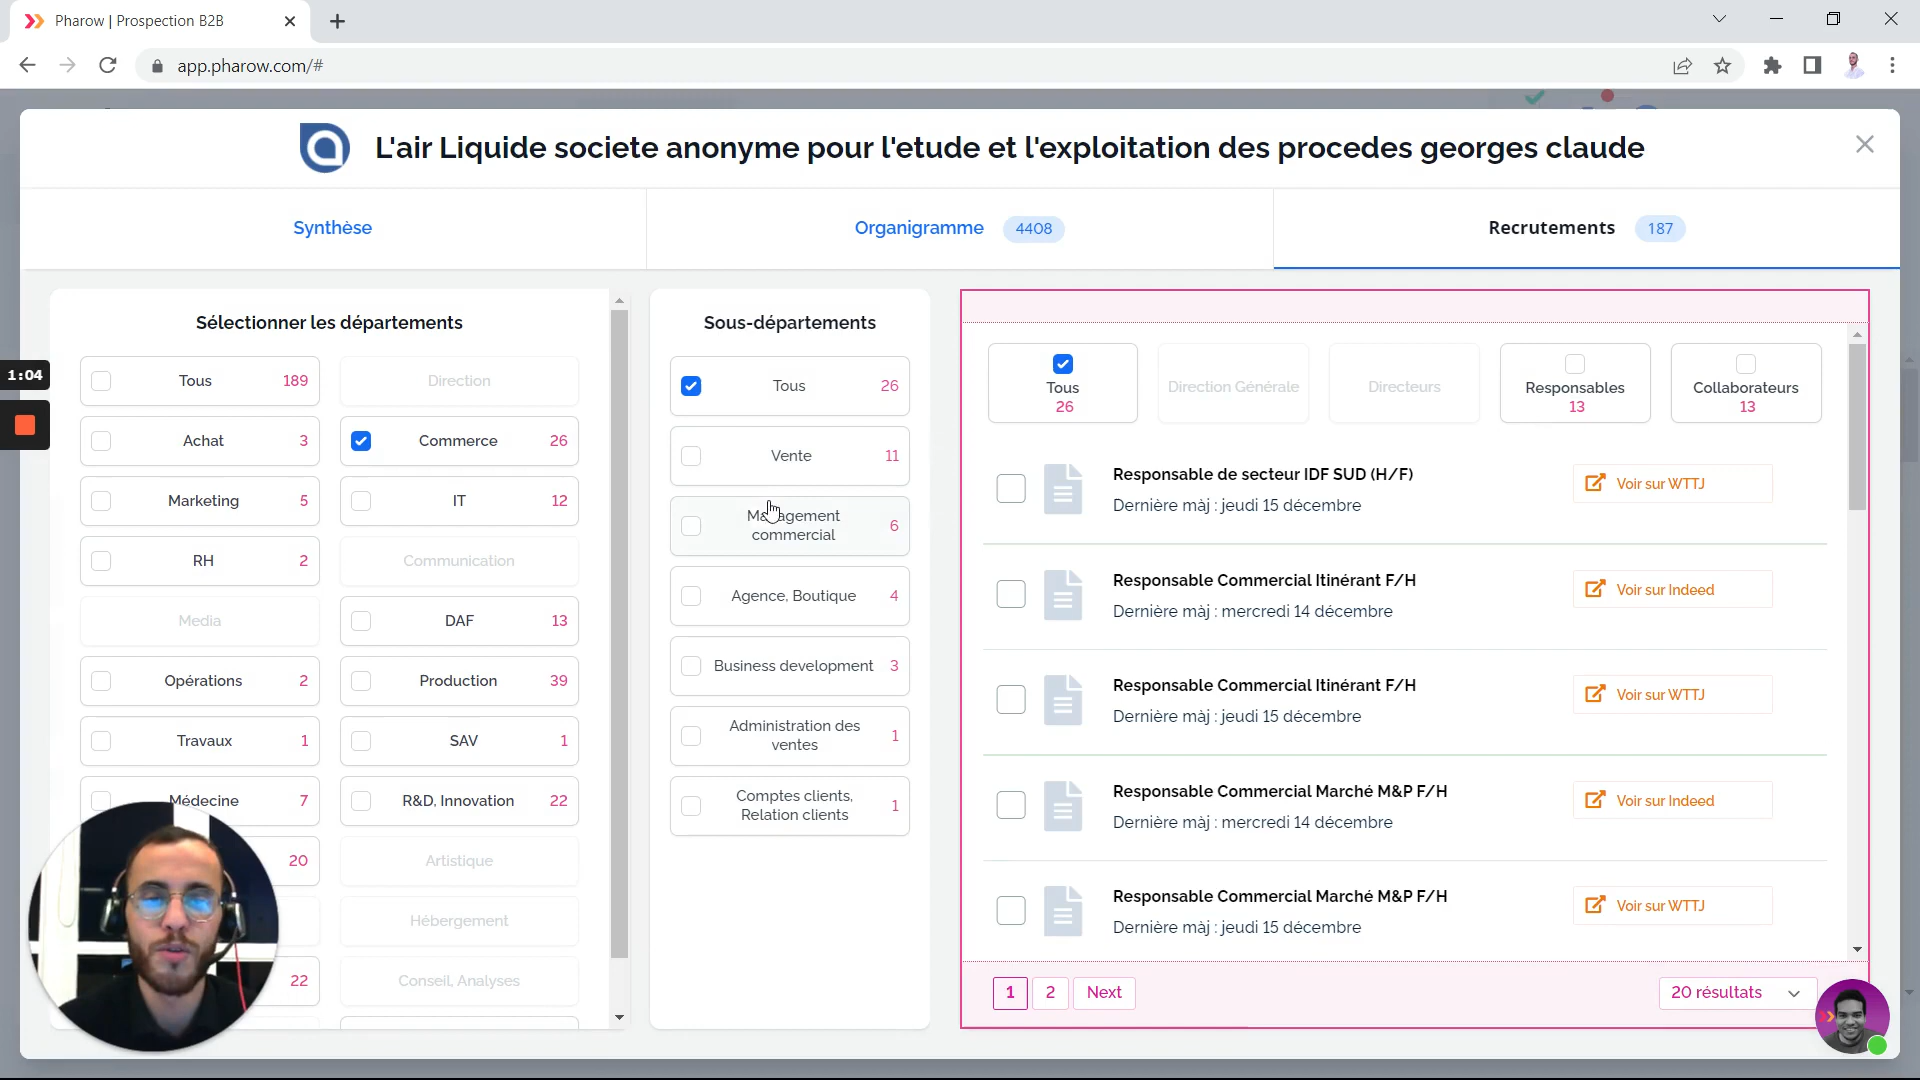 Pharow | Prospection B2B
app.pharow.com/#
L'air Liquide societe anonyme pour l'etude et l'exploitation des procedes georges claude
Synthèse
Organigramme 4408
Recrutements 187
1:04
Sélectionner les départements
Tous 189
Direction
Achat 3
Commerce 26
Marketing 5
IT 12
RH 2
Communication
Media
DAF 13
Opérations 2
Production 39
Travaux 1
SAV 1
Médecine 7
R&D, Innovation 22
20
Artistique
Hébergement
22
Conseil, Analyses
Sous-départements
Tous 26
Vente 11
Management
commercial 6
Agence, Boutique 4
Business development 3
Administration des
ventes 1
Comptes clients,
Relation clients 1
Tous
26
Direction Générale
Directeurs
Responsables
13
Collaborateurs
13
Responsable de secteur IDF SUD (H/F)
Dernière màj : jeudi 15 décembre
Voir sur WTTJ
Responsable Commercial Itinérant F/H
Dernière màj : mercredi 14 décembre
Voir sur Indeed
Responsable Commercial Itinérant F/H
Dernière màj : jeudi 15 décembre
Voir sur WTTJ
Responsable Commercial Marché M&P F/H
Dernière màj : mercredi 14 décembre
Voir sur Indeed
Responsable Commercial Marché M&P F/H
Dernière màj : jeudi 15 décembre
Voir sur WTTJ
1 2 Next
20 résultats